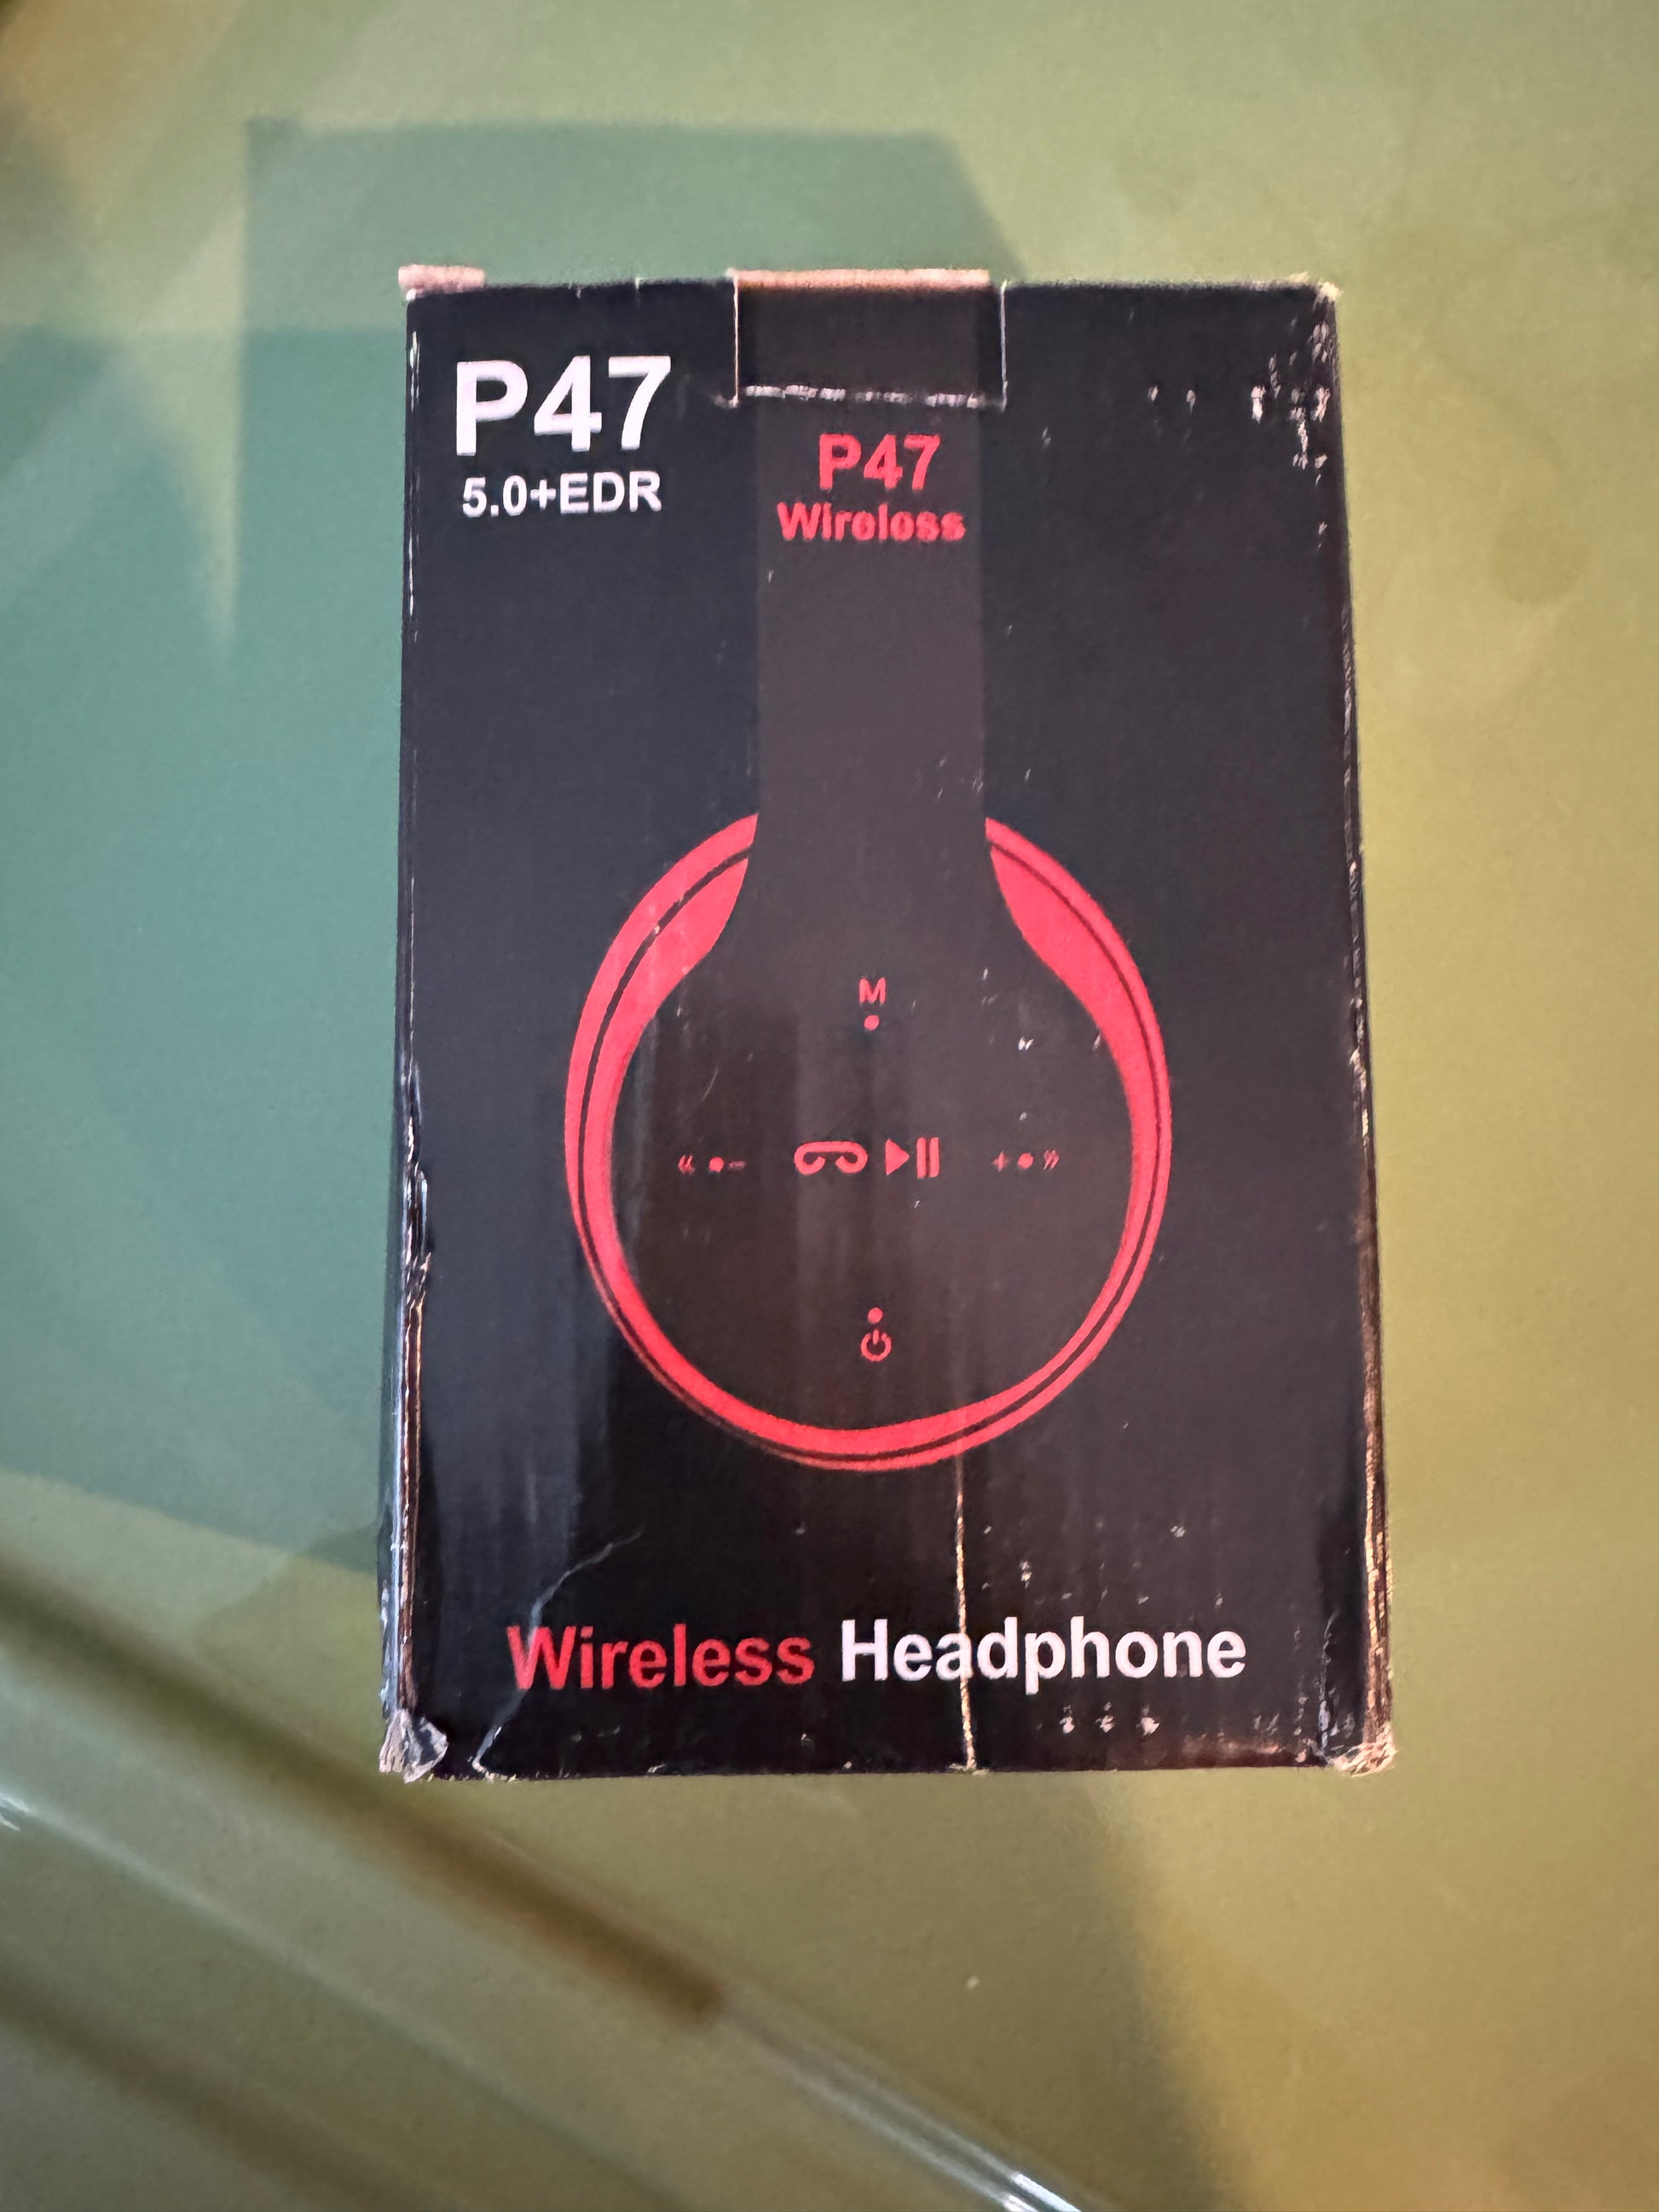 P47
5.0+EDR
P47
Wireless
M
Wireless Headphone